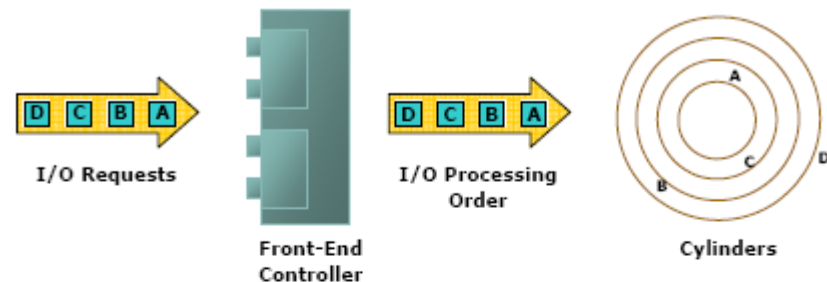 D C B A
I/O Requests
Front-End
Controller
D C B A
I/O Processing
Order
A
C
B
D
Cylinders